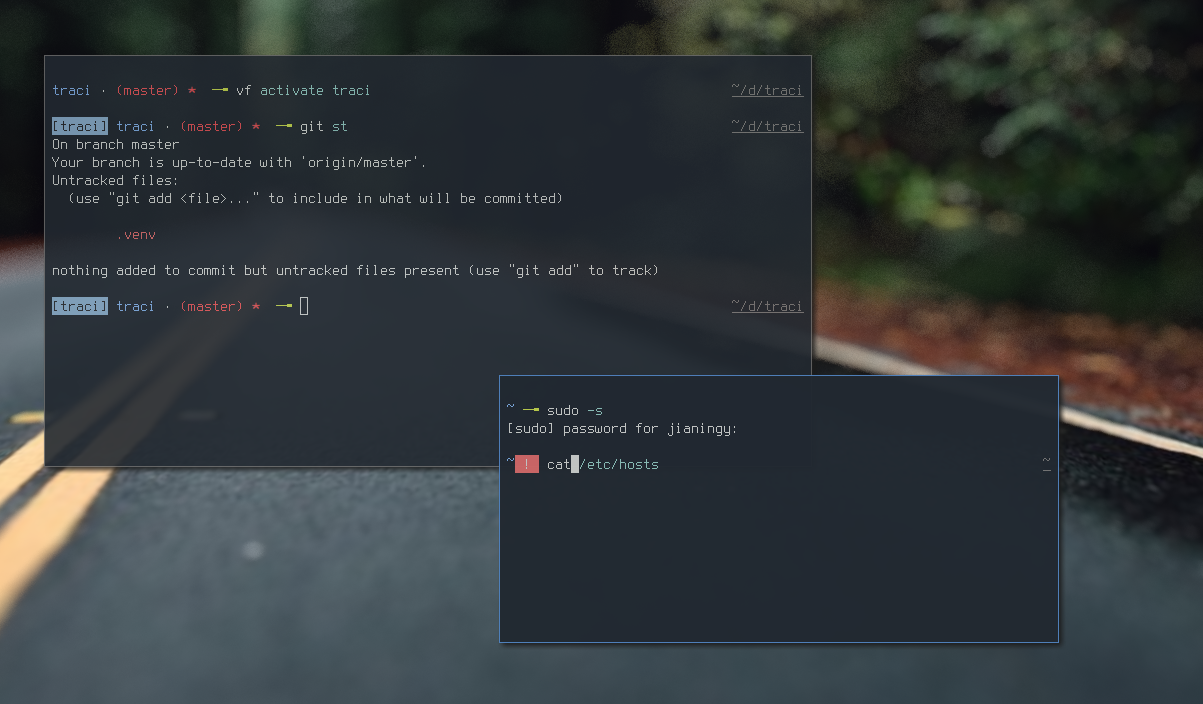 traci · (master) * —╸ vf activate traci ~/d/traci
[traci] traci · (master) * —╸ git st ~/d/traci
On branch master
Your branch is up-to-date with 'origin/master'.
Untracked files:
(use "git add <file>..." to include in what will be committed)
.venv
nothing added to commit but untracked files present (use "git add" to track)
[traci] traci · (master) * —╸ ~/d/traci
~ —╸ sudo -s
[sudo] password for jianingy:
~ ! cat /etc/hosts ~